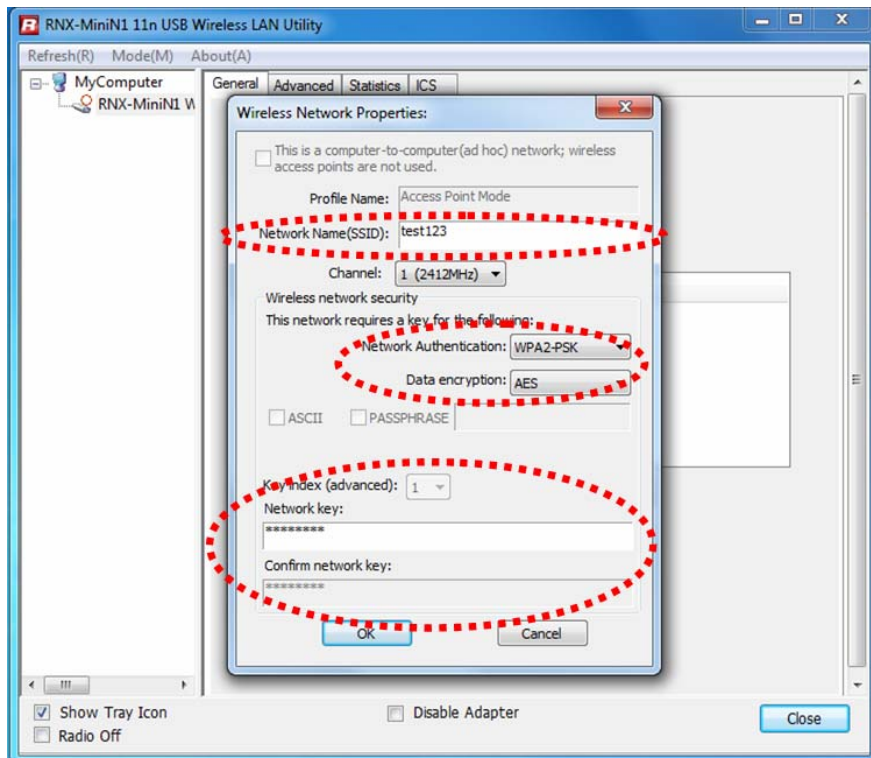 RNX-MiniN1 11n USB Wireless LAN Utility
Refresh(R) Mode(M) About(A)
MyComputer
RNX-MiniN1 W
General Advanced Statistics ICS
Wireless Network Properties:
This is a computer-to-computer(ad hoc) network; wireless
access points are not used.
Profile Name: Access Point Mode
Network Name(SSID): test123
Channel: 1 (2412MHz)
Wireless network security
This network requires a key for the following:
Network Authentication: WPA2-PSK
Data encryption: AES
ASCII PASSPHRASE
Key index (advanced): 1
Network key:
********
Confirm network key:
********
OK Cancel
Show Tray Icon Disable Adapter
Radio Off
Close